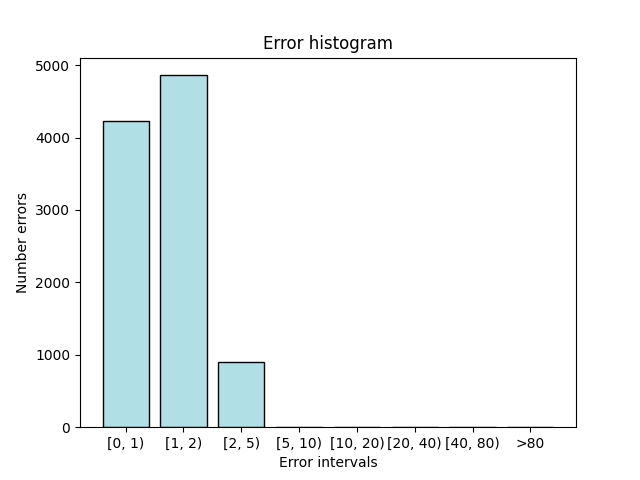 Error histogram
5000
4000
3000
2000
1000
0
Number errors
[0, 1) [1, 2) [2, 5) [5, 10) [10, 20) [20, 40) [40, 80) >80
Error intervals